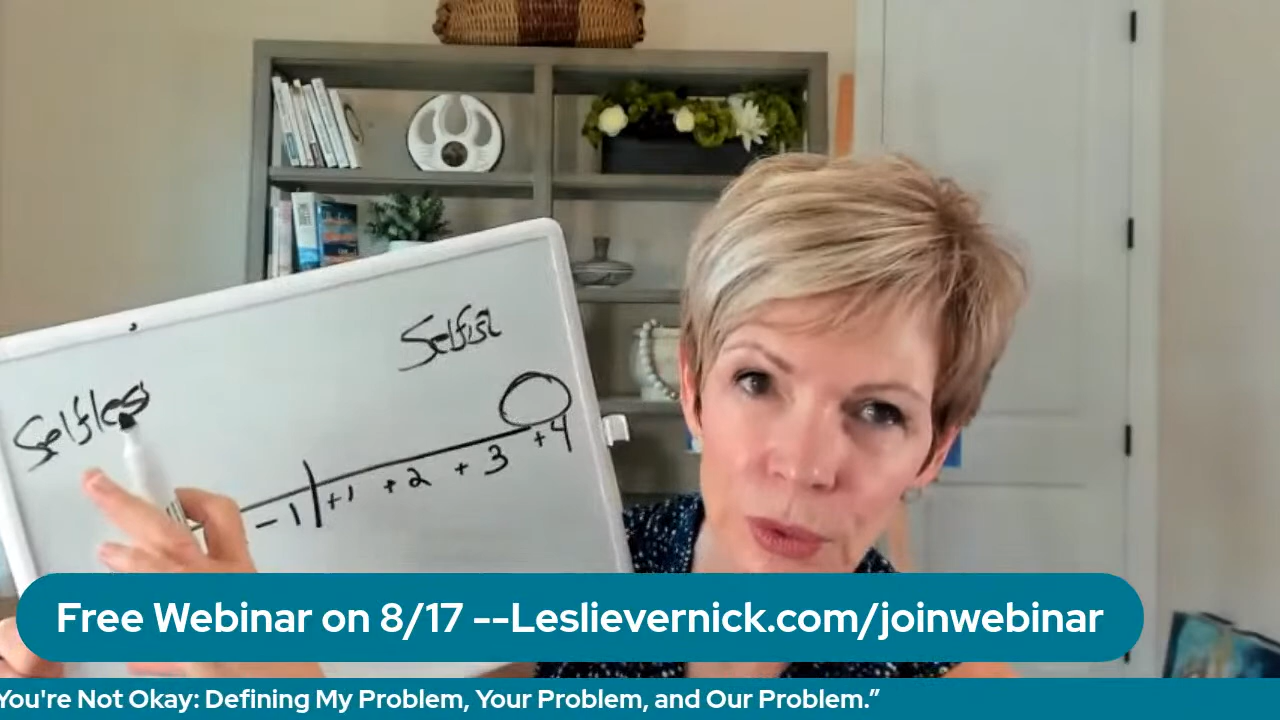 Selfish
Selfless
-1 +1 +2 +3 +4
Free Webinar on 8/17 --Leslievernick.com/joinwebinar
You're Not Okay: Defining My Problem, Your Problem, and Our Problem.”